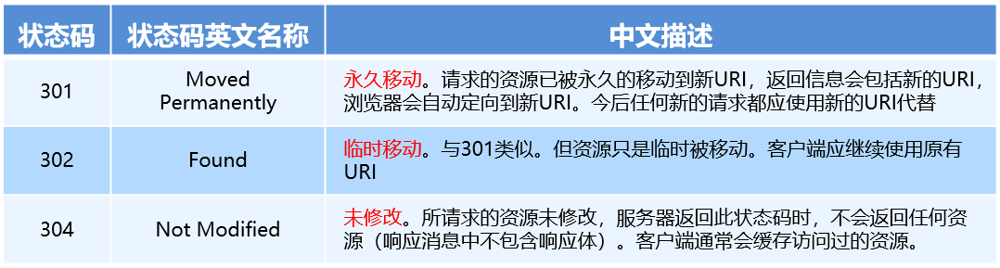 状态码 状态码英文名称 中文描述
301 Moved Permanently 永久移动。请求的资源已被永久的移动到新URI，返回信息会包括新的URI，
浏览器会自动定向到新URI。今后任何新的请求都应使用新的URI代替
302 Found 临时移动。与301类似。但资源只是临时被移动。客户端应继续使用原有
URI
304 Not Modified 未修改。所请求的资源未修改，服务器返回此状态码时，不会返回任何资
源（响应消息中不包含响应体）。客户端通常会缓存访问过的资源。